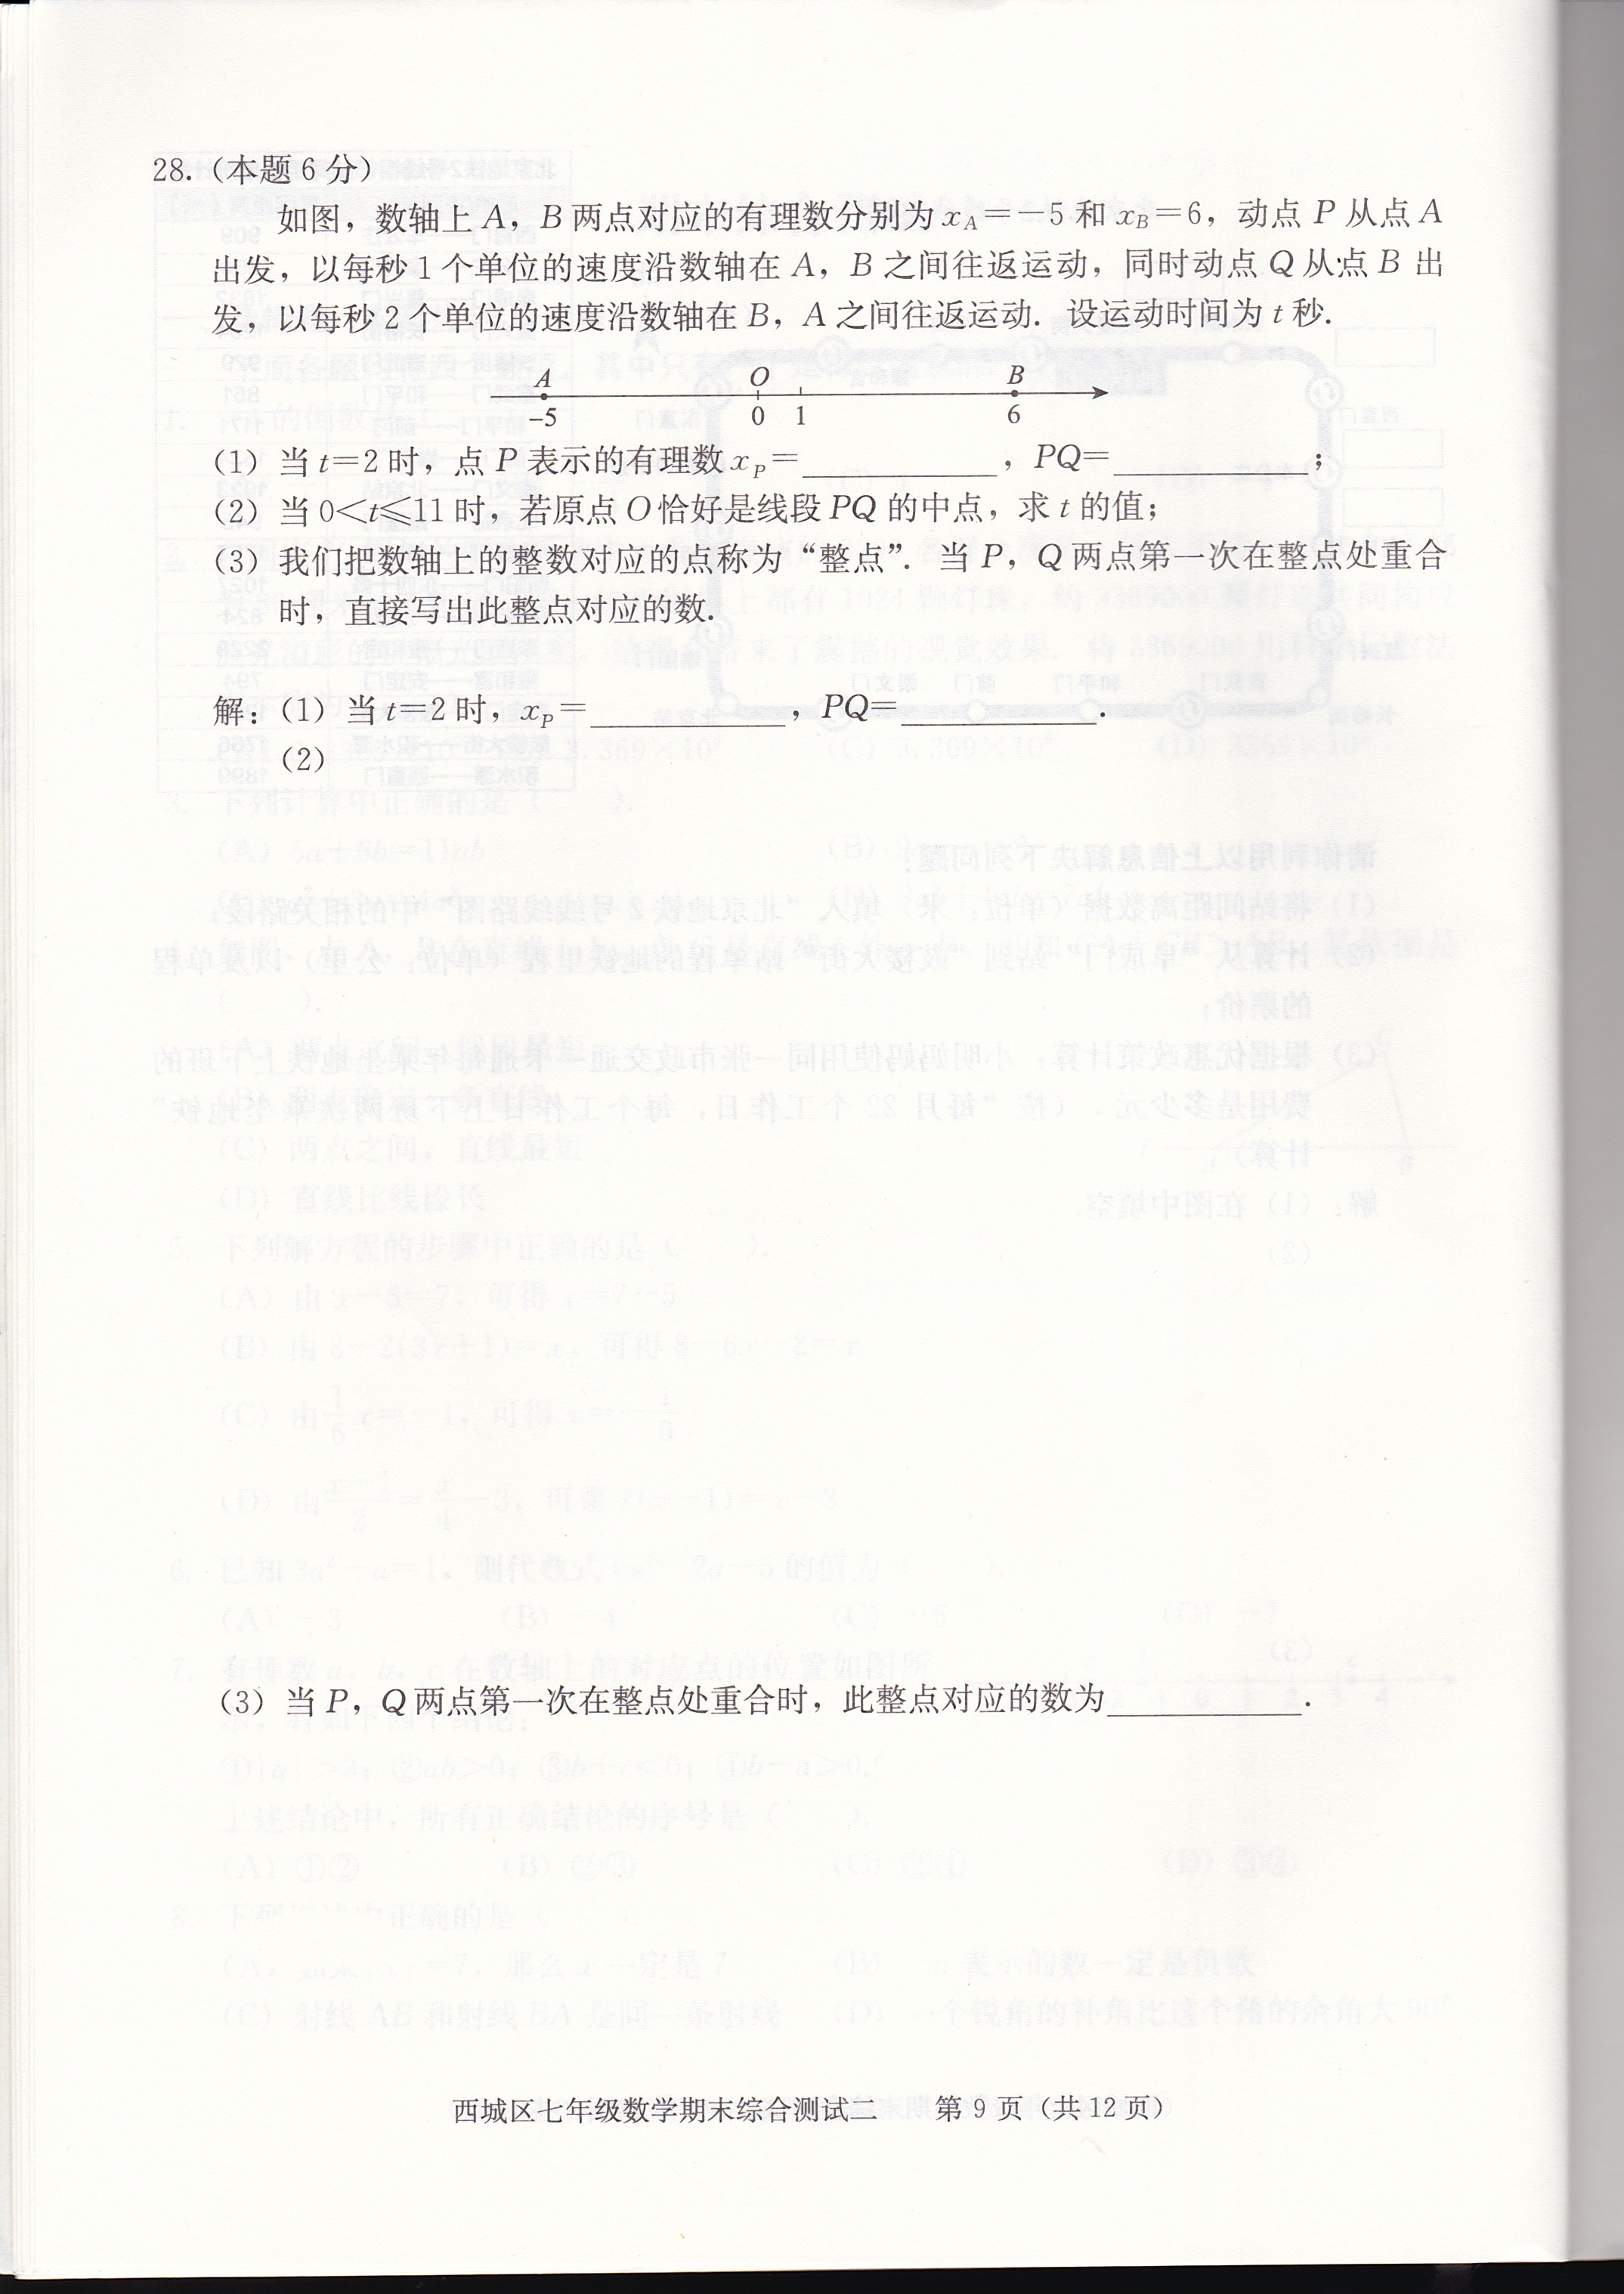 28.(本题 6 分)
如图，数轴上 A，B 两点对应的有理数分别为 x_A＝－5 和 x_B＝6，动点 P 从点 A
出发，以每秒 1 个单位的速度沿数轴在 A，B 之间往返运动，同时动点 Q 从点 B 出
发，以每秒 2 个单位的速度沿数轴在 B，A 之间往返运动．设运动时间为 t 秒．
A O B
-5 0 1 6
(1) 当 t＝2 时，点 P 表示的有理数 x_P＝________，PQ＝________；
(2) 当 0＜t≤11 时，若原点 O 恰好是线段 PQ 的中点，求 t 的值；
(3) 我们把数轴上的整数对应的点称为“整点”．当 P，Q 两点第一次在整点处重合
时，直接写出此整点对应的数．
解：(1) 当 t＝2 时，x_P＝________，PQ＝________．
(2)
(3) 当 P，Q 两点第一次在整点处重合时，此整点对应的数为________．
西城区七年级数学期末综合测试二　第 9 页（共 12 页）